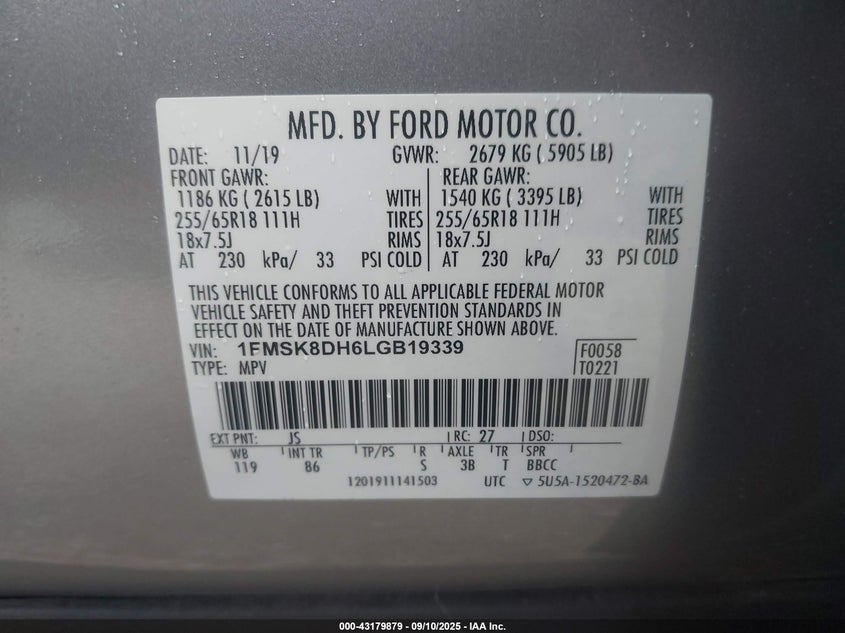 MFD. BY FORD MOTOR CO.
DATE: 11/19 GVWR: 2679 KG ( 5905 LB)
FRONT GAWR: REAR GAWR:
1186 KG ( 2615 LB) WITH 1540 KG ( 3395 LB) WITH
255/65R18 111H TIRES 255/65R18 111H TIRES
18x7.5J RIMS 18x7.5J RIMS
AT 230 kPa/ 33 PSI COLD AT 230 kPa/ 33 PSI COLD
THIS VEHICLE CONFORMS TO ALL APPLICABLE FEDERAL MOTOR
VEHICLE SAFETY AND THEFT PREVENTION STANDARDS IN
EFFECT ON THE DATE OF MANUFACTURE SHOWN ABOVE.
VIN: 1FMSK8DH6LGB19339 F0058
TYPE: MPV T0221
EXT PNT: JS RC: 27 DSO:
WB INT TR TP/PS R AXLE TR SPR
119 86 S 3B T BBCC
1201911141503 UTC ▽ 5U5A-1520472-BA
000-43179879 - 09/10/2025 - IAA Inc.